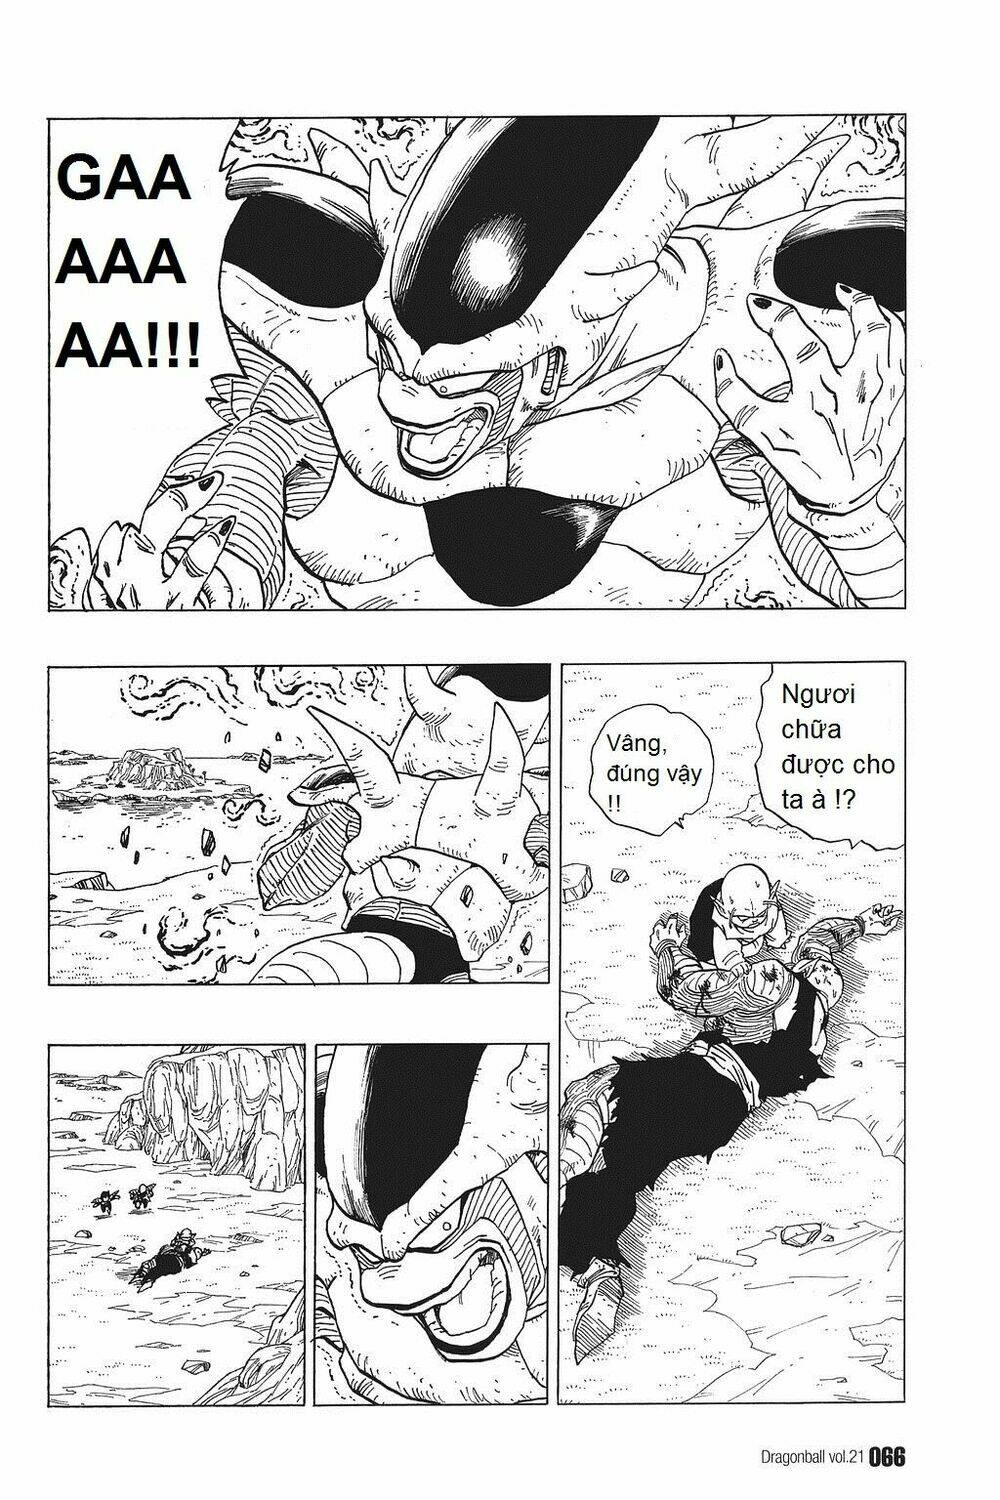 GAA
AAA
AA!!!
Ngươi
chữa
được cho
ta à !?
Vâng,
đúng vậy
!!
Dragonball vol.21 066